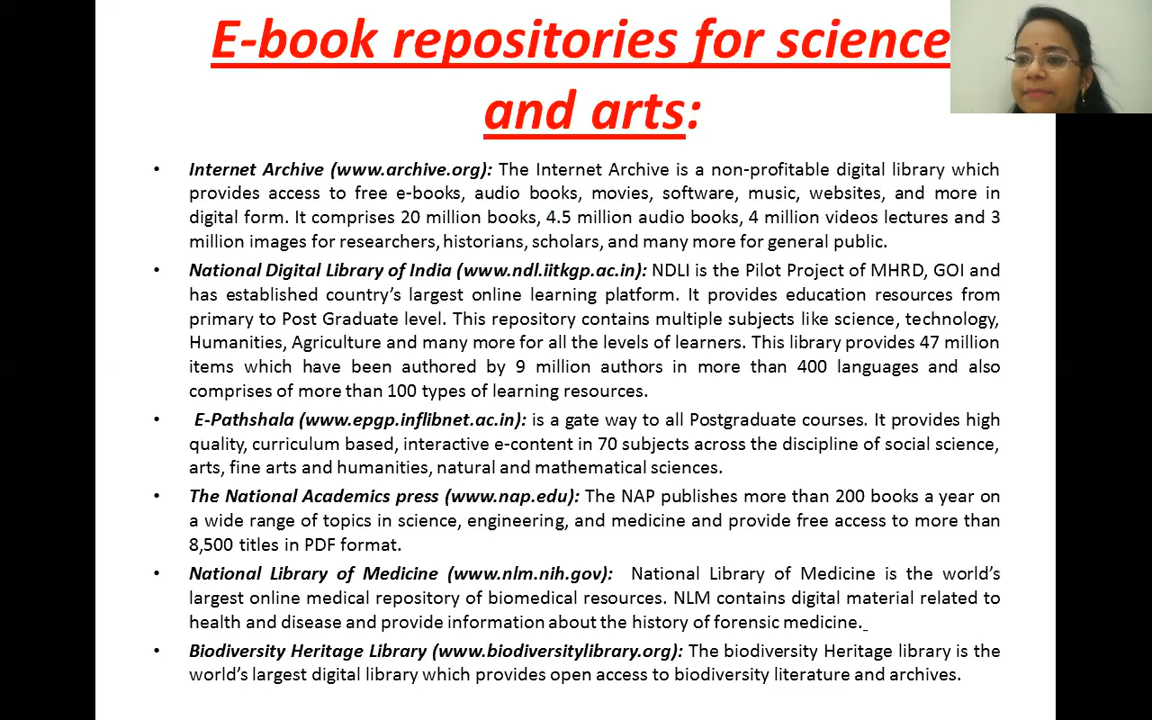 E-book repositories for science
and arts:
• Internet Archive (www.archive.org): The Internet Archive is a non-profitable digital library which
provides access to free e-books, audio books, movies, software, music, websites, and more in
digital form. It comprises 20 million books, 4.5 million audio books, 4 million videos lectures and 3
million images for researchers, historians, scholars, and many more for general public.
• National Digital Library of India (www.ndl.iitkgp.ac.in): NDLI is the Pilot Project of MHRD, GOI and
has established country's largest online learning platform. It provides education resources from
primary to Post Graduate level. This repository contains multiple subjects like science, technology,
Humanities, Agriculture and many more for all the levels of learners. This library provides 47 million
items which have been authored by 9 million authors in more than 400 languages and also
comprises of more than 100 types of learning resources.
• E-Pathshala (www.epgp.inflibnet.ac.in): is a gate way to all Postgraduate courses. It provides high
quality, curriculum based, interactive e-content in 70 subjects across the discipline of social science,
arts, fine arts and humanities, natural and mathematical sciences.
• The National Academics press (www.nap.edu): The NAP publishes more than 200 books a year on
a wide range of topics in science, engineering, and medicine and provide free access to more than
8,500 titles in PDF format.
• National Library of Medicine (www.nlm.nih.gov): National Library of Medicine is the world's
largest online medical repository of biomedical resources. NLM contains digital material related to
health and disease and provide information about the history of forensic medicine.
• Biodiversity Heritage Library (www.biodiversitylibrary.org): The biodiversity Heritage library is the
world's largest digital library which provides open access to biodiversity literature and archives.